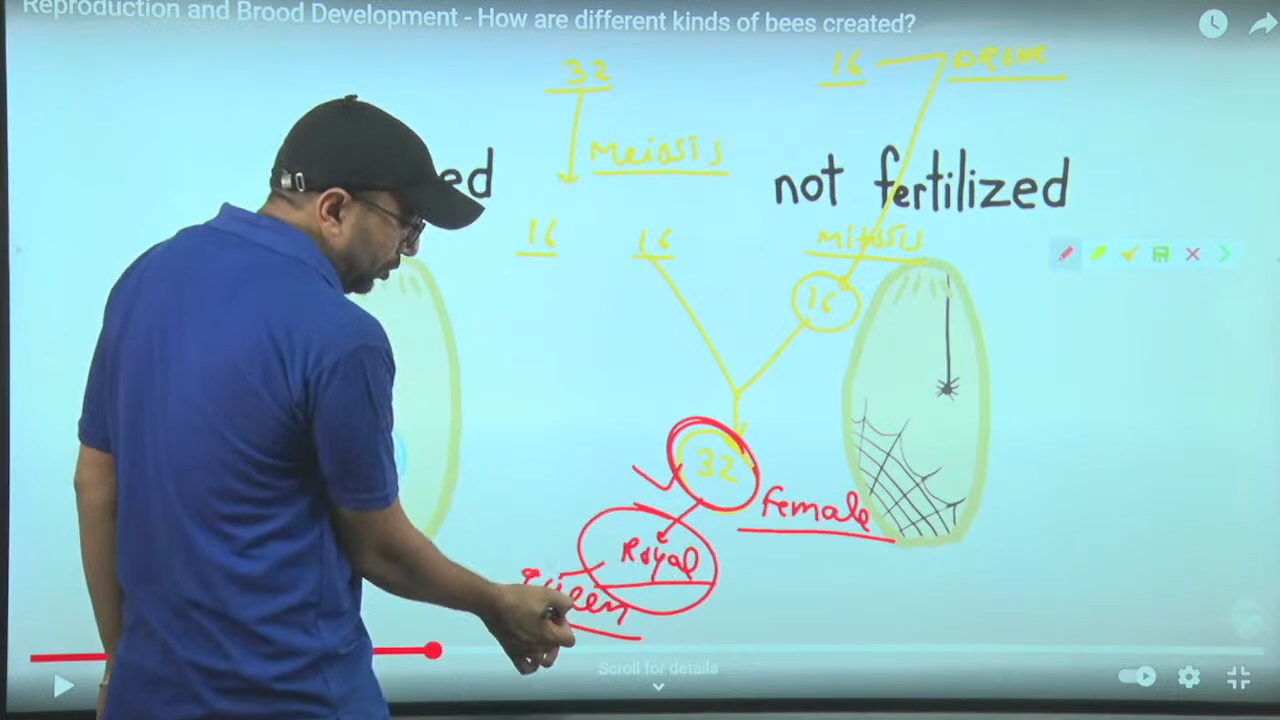 Reproduction and Brood Development - How are different kinds of bees created?
32
16
DRONE
Meiosis
ed
not fertilized
16
16
Mitosis
16
32
female
Royal
Queen
Scroll for details